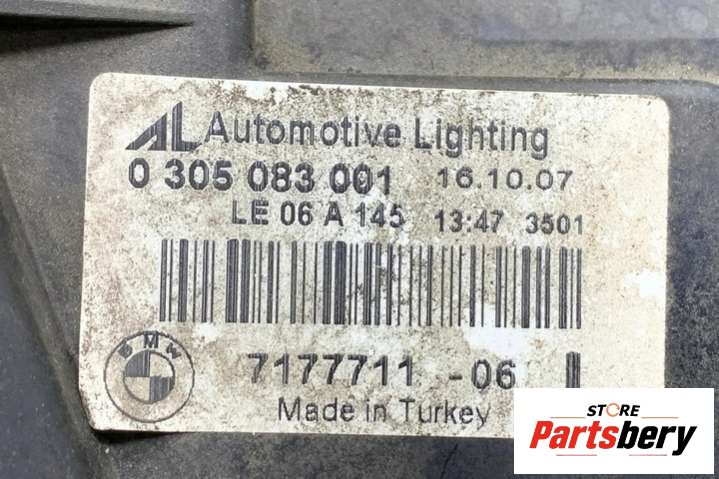 AL Automotive Lighting
0 305 083 001 16.10.07
LE 06 A 145 13:47 3501
BMW
7177711 -06
Made in Turkey
STORE
Partsbery